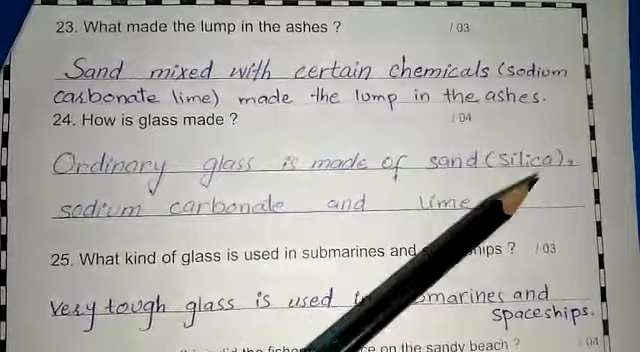 23. What made the lump in the ashes ? / 03
Sand mixed with certain chemicals (sodium
carbonate lime) made the lump in the ashes.
24. How is glass made ? / 04
Ordinary glass is made of sand (silica),
sodium carbonate and lime
25. What kind of glass is used in submarines and ships ? / 03
Very tough glass is used marines and
spaceships.
the on the sandy beach ? 04